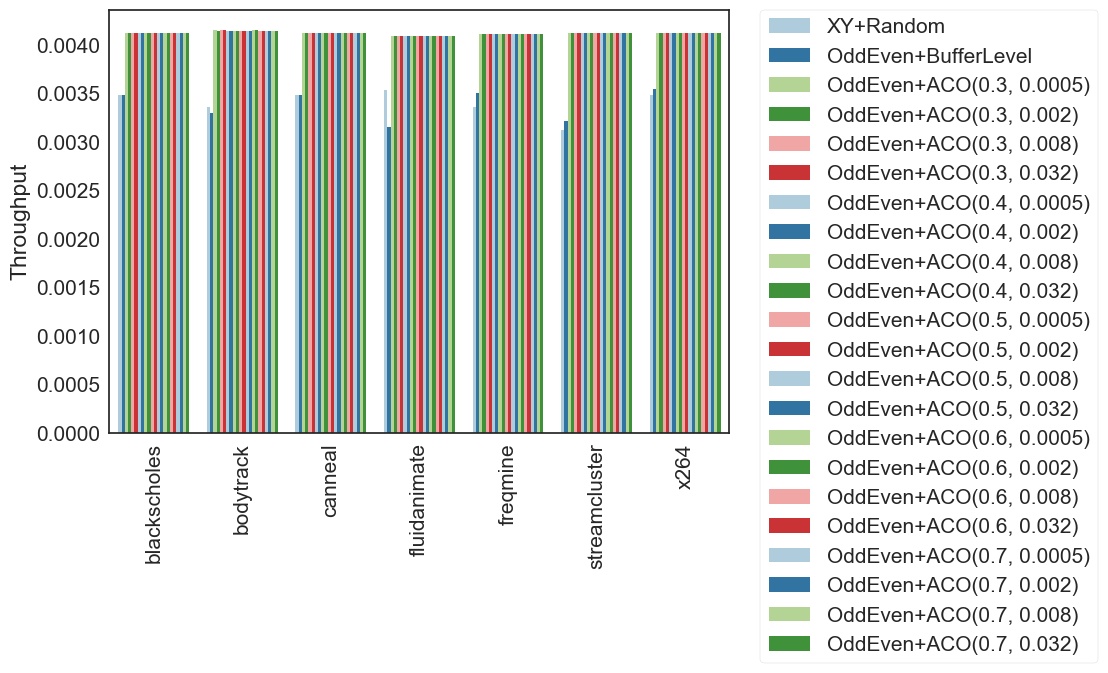 Throughput
0.0040
0.0035
0.0030
0.0025
0.0020
0.0015
0.0010
0.0005
0.0000
blackscholes
bodytrack
canneal
fluidanimate
freqmine
streamcluster
x264
XY+Random
OddEven+BufferLevel
OddEven+ACO(0.3, 0.0005)
OddEven+ACO(0.3, 0.002)
OddEven+ACO(0.3, 0.008)
OddEven+ACO(0.3, 0.032)
OddEven+ACO(0.4, 0.0005)
OddEven+ACO(0.4, 0.002)
OddEven+ACO(0.4, 0.008)
OddEven+ACO(0.4, 0.032)
OddEven+ACO(0.5, 0.0005)
OddEven+ACO(0.5, 0.002)
OddEven+ACO(0.5, 0.008)
OddEven+ACO(0.5, 0.032)
OddEven+ACO(0.6, 0.0005)
OddEven+ACO(0.6, 0.002)
OddEven+ACO(0.6, 0.008)
OddEven+ACO(0.6, 0.032)
OddEven+ACO(0.7, 0.0005)
OddEven+ACO(0.7, 0.002)
OddEven+ACO(0.7, 0.008)
OddEven+ACO(0.7, 0.032)